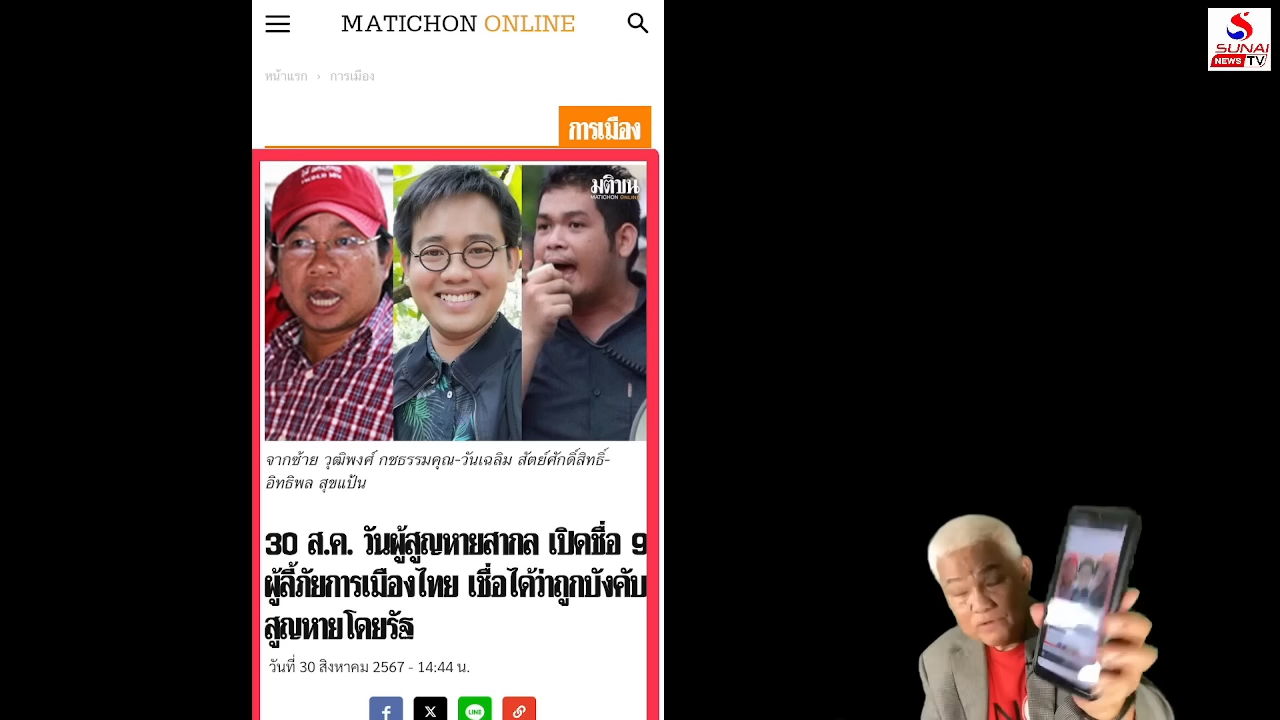 MATICHON ONLINE
SUNAI
NEWS TV
หน้าแรก › การเมือง
การเมือง
มติชน
MATICHON ONLINE
จากซ้าย วุฒิพงศ์ กชธรรมคุณ-วันเฉลิม สัตย์ศักดิ์สิทธิ์-
อิทธิพล สุขแป้น
30 ส.ค. วันผู้สูญหายสากล เปิดชื่อ 9
ผู้ลี้ภัยการเมืองไทย เชื่อได้ว่าถูกบังคับ
สูญหายโดยรัฐ
วันที่ 30 สิงหาคม 2567 - 14:44 น.
f X LINE